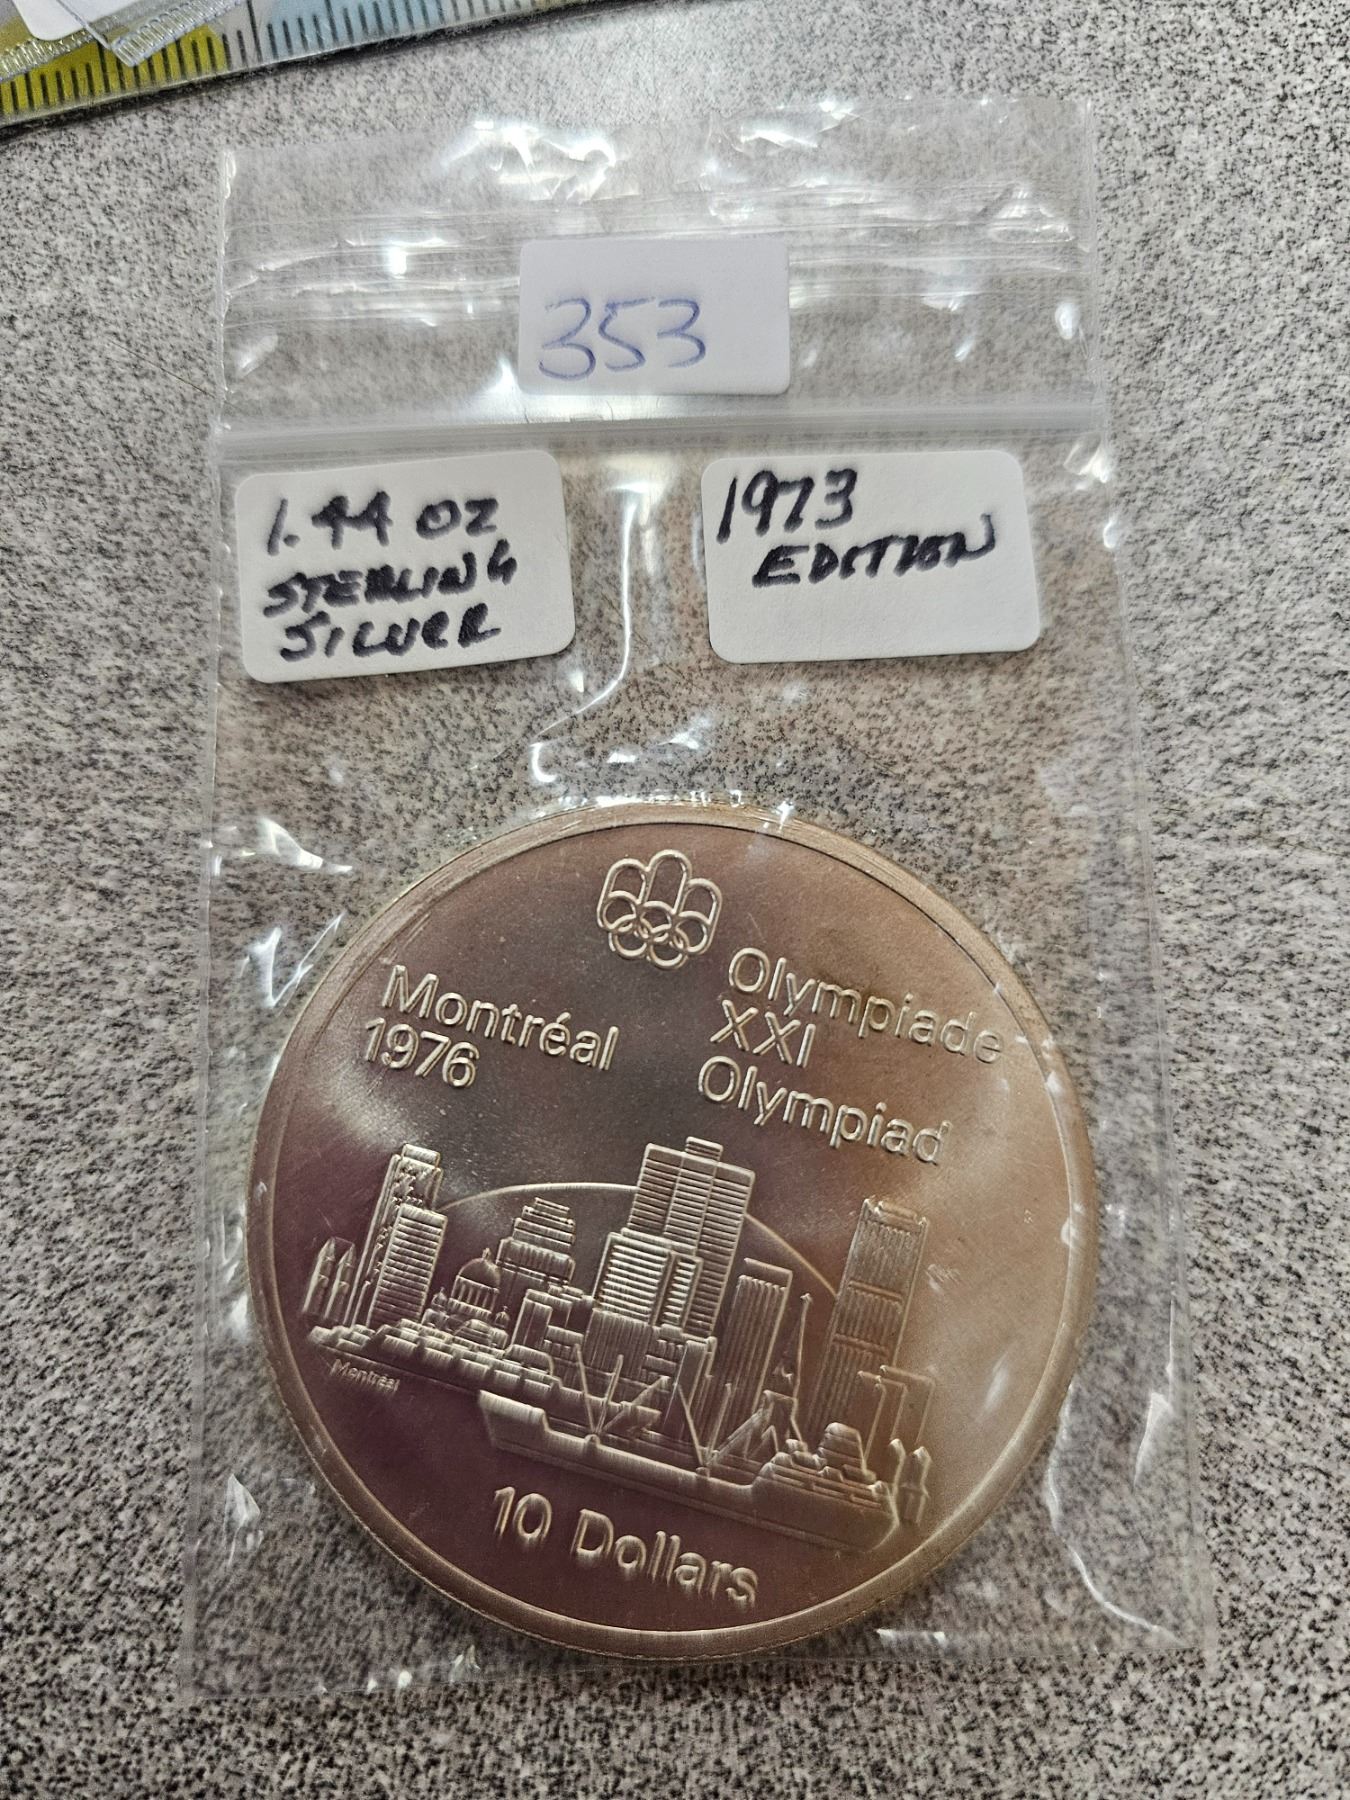 353
1.44 OZ
STERLING
SILVER
1973
EDITION
Montréal
1976
Olympiade
XXI
Olympiad
Montréal
10 Dollars